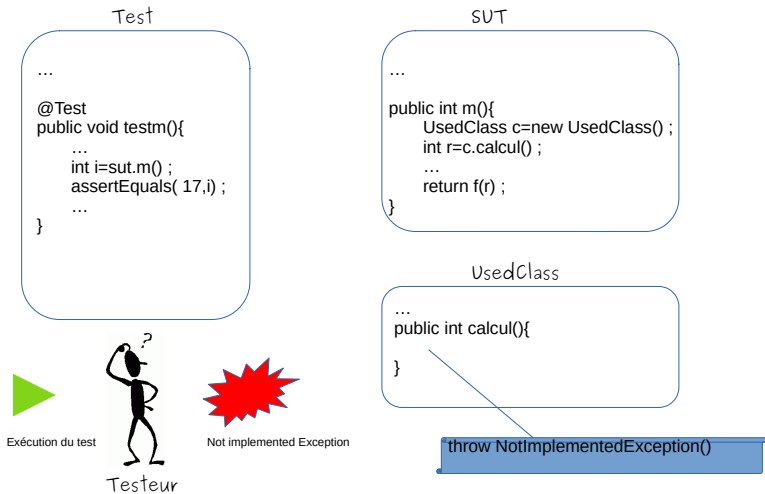 Test
…
@Test
public void testm(){
…
int i=sut.m() ;
assertEquals( 17,i) ;
…
}
SUT
…
public int m(){
UsedClass c=new UsedClass() ;
int r=c.calcul() ;
…
return f(r) ;
}
UsedClass
…
public int calcul(){
}
throw NotImplementedException()
?
Exécution du test
Not implemented Exception
Testeur